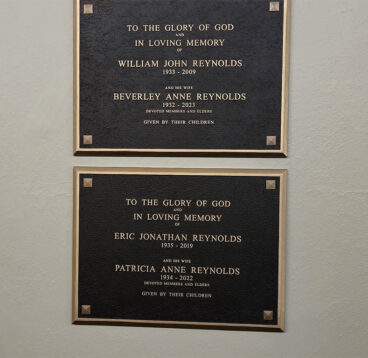 TO THE GLORY OF GOD
AND
IN LOVING MEMORY
OF
WILLIAM JOHN REYNOLDS
1933 - 2009
AND HIS WIFE
BEVERLEY ANNE REYNOLDS
1932 - 2023
DEVOTED MEMBERS AND ELDERS
GIVEN BY THEIR CHILDREN
TO THE GLORY OF GOD
AND
IN LOVING MEMORY
OF
ERIC JONATHAN REYNOLDS
1935 - 2019
AND HIS WIFE
PATRICIA ANNE REYNOLDS
1934 - 2022
DEVOTED MEMBERS AND ELDERS
GIVEN BY THEIR CHILDREN